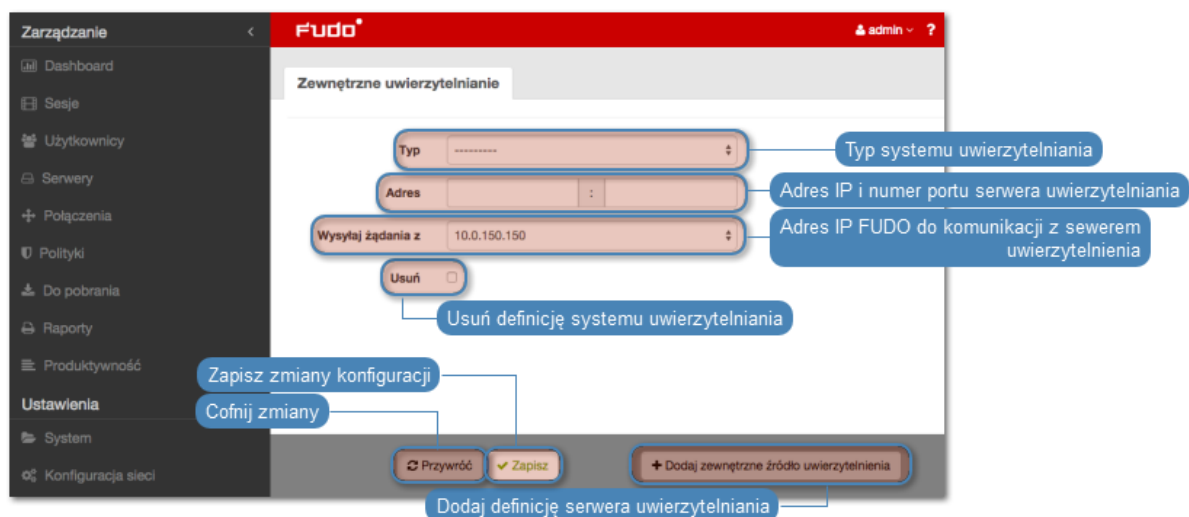 Zarządzanie
Fudo
admin
?
Dashboard
Sesje
Użytkownicy
Serwery
Połączenia
Polityki
Do pobrania
Raporty
Produktywność
Ustawienia
System
Konfiguracja sieci
Zewnętrzne uwierzytelnianie
Typ
---------
Typ systemu uwierzytelniania
Adres
:
Adres IP i numer portu serwera uwierzytelniania
Wysyłaj żądania z
10.0.150.150
Adres IP FUDO do komunikacji z sewerem
uwierzytelnienia
Usuń
Usuń definicję systemu uwierzytelniania
Zapisz zmiany konfiguracji
Cofnij zmiany
Przywróć
Zapisz
+ Dodaj zewnętrzne źródło uwierzytelnienia
Dodaj definicję serwera uwierzytelniania